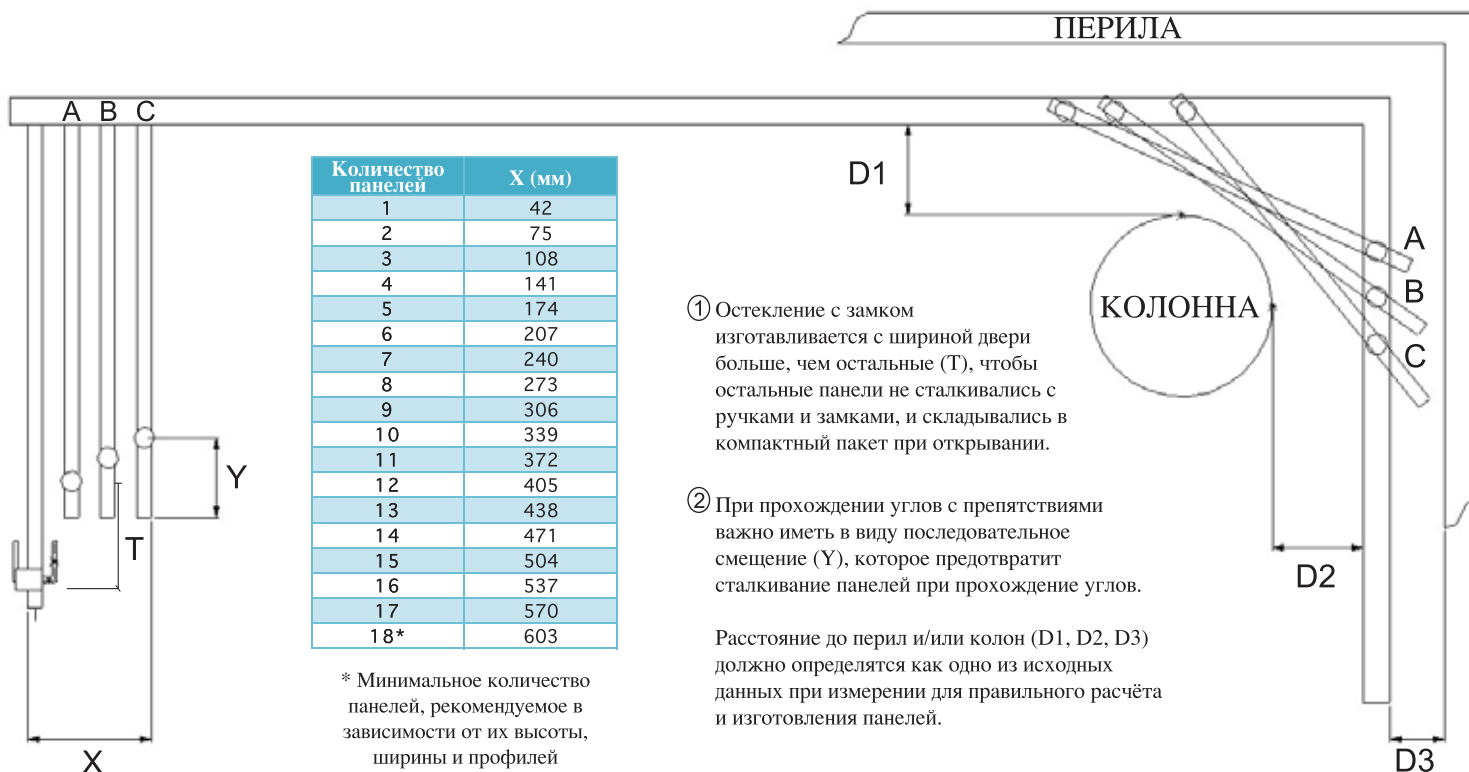 ПЕРИЛА
A B C
D1
Количество панелей X (мм)
1 42
2 75
3 108
4 141
5 174
6 207
7 240
8 273
9 306
10 339
11 372
12 405
13 438
14 471
15 504
16 537
17 570
18* 603
* Минимальное количество
панелей, рекомендуемое в
зависимости от их высоты,
ширины и профилей
Y
T
X
КОЛОННА
A
B
C
① Остекление с замком
изготавливается с шириной двери
больше, чем остальные (Т), чтобы
остальные панели не сталкивались с
ручками и замками, и складывались в
компактный пакет при открывании.
② При прохождении углов с препятствиями
важно иметь в виду последовательное
смещение (Y), которое предотвратит
сталкивание панелей при прохождение углов.
Расстояние до перил и/или колон (D1, D2, D3)
должно определятся как одно из исходных
данных при измерении для правильного расчёта
и изготовления панелей.
D2
D3